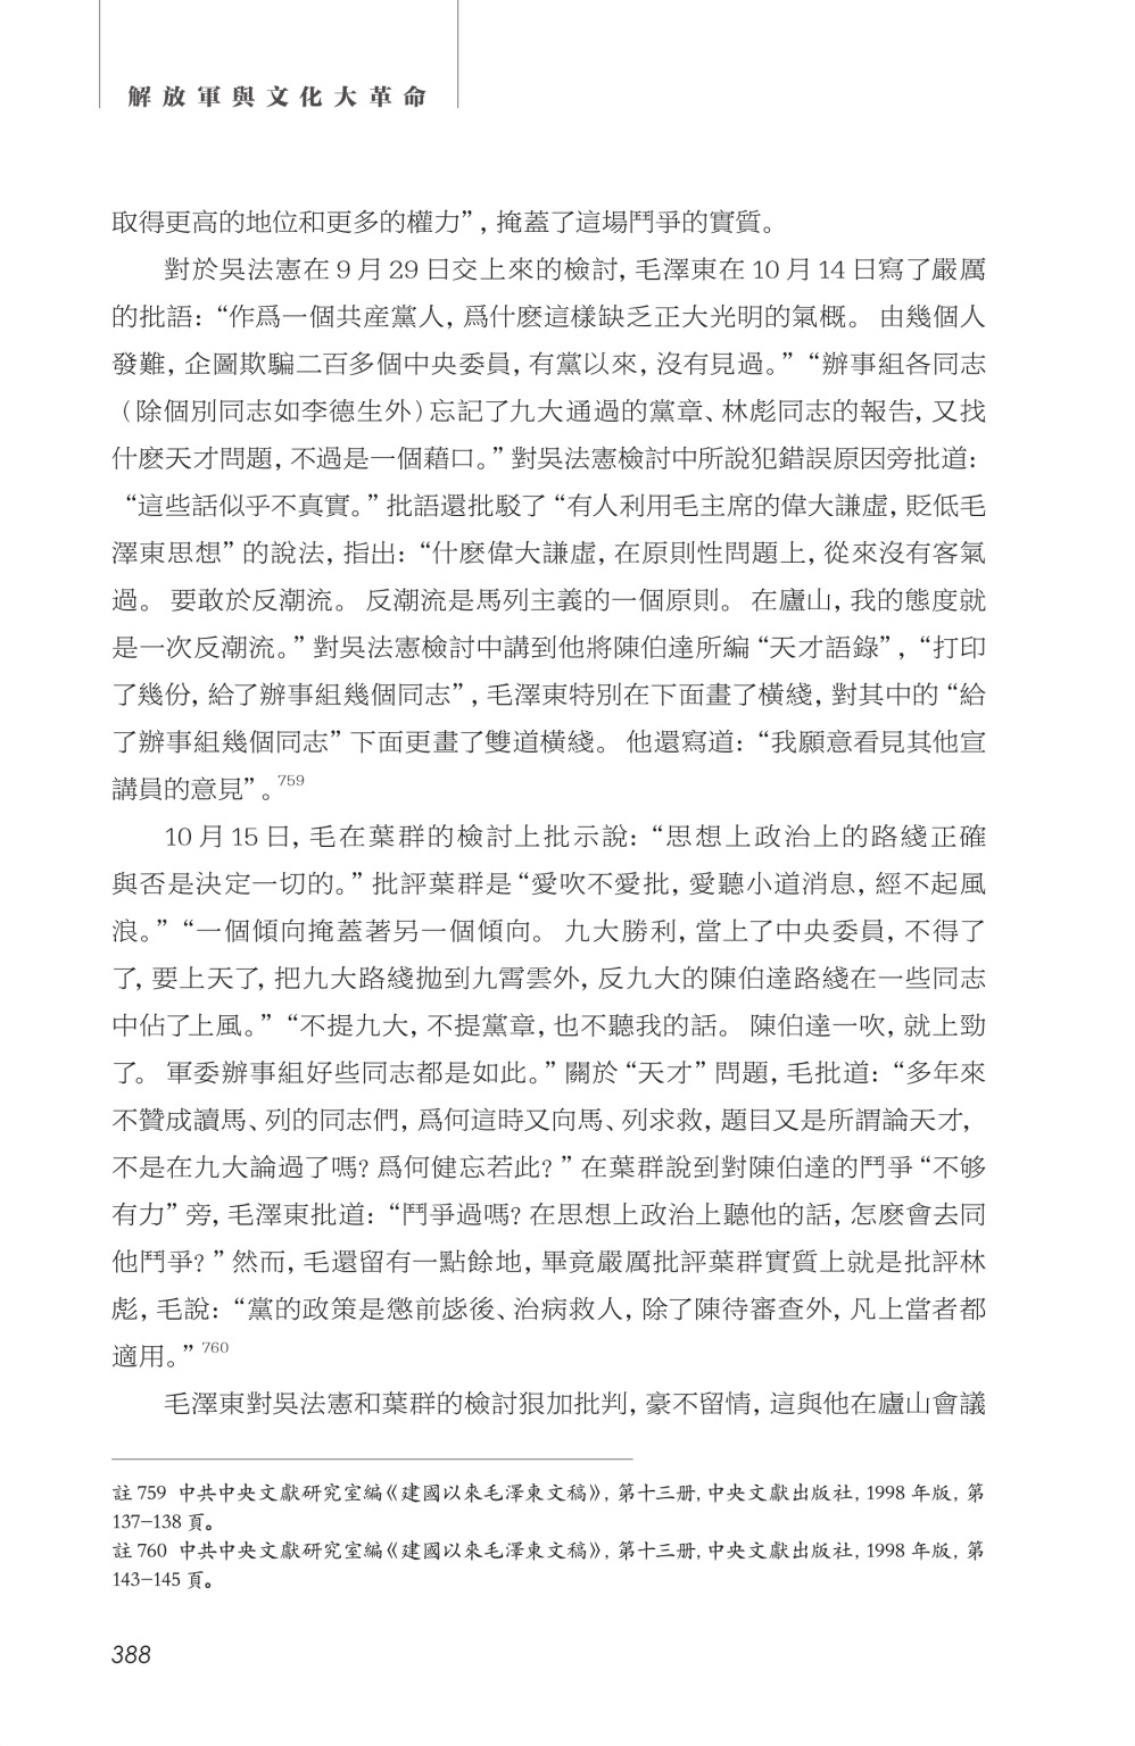 解放軍與文化大革命
取得更高的地位和更多的權力”，掩蓋了這場鬥爭的實質。
對於吳法憲在9月29日交上來的檢討，毛澤東在10月14日寫了嚴厲
的批語：“作爲一個共産黨人，爲什麽這樣缺乏正大光明的氣概。由幾個人
發難，企圖欺騙二百多個中央委員，有黨以來，沒有見過。”“辦事組各同志
（除個別同志如李德生外）忘記了九大通過的黨章、林彪同志的報告，又找
什麽天才問題，不過是一個藉口。”對吳法憲檢討中所說犯錯誤原因旁批道：
“這些話似乎不真實。”批語還批駁了“有人利用毛主席的偉大謙虛，貶低毛
澤東思想”的說法，指出：“什麽偉大謙虛，在原則性問題上，從來沒有客氣
過。要敢於反潮流。反潮流是馬列主義的一個原則。在廬山，我的態度就
是一次反潮流。”對吳法憲檢討中講到他將陳伯達所編“天才語錄”，“打印
了幾份，給了辦事組幾個同志”，毛澤東特別在下面畫了橫綫，對其中的“給
了辦事組幾個同志”下面更畫了雙道橫綫。他還寫道：“我願意看見其他宣
講員的意見”。759
10月15日，毛在葉群的檢討上批示說：“思想上政治上的路綫正確
與否是決定一切的。”批評葉群是“愛吹不愛批，愛聽小道消息，經不起風
浪。”“一個傾向掩蓋著另一個傾向。九大勝利，當上了中央委員，不得了
了，要上天了，把九大路綫拋到九霄雲外，反九大的陳伯達路綫在一些同志
中佔了上風。”“不提九大，不提黨章，也不聽我的話。陳伯達一吹，就上勁
了。軍委辦事組好些同志都是如此。”關於“天才”問題，毛批道：“多年來
不贊成讀馬、列的同志們，爲何這時又向馬、列求救，題目又是所謂論天才，
不是在九大論過了嗎？爲何健忘若此？”在葉群說到對陳伯達的鬥爭“不够
有力”旁，毛澤東批道：“鬥爭過嗎？在思想上政治上聽他的話，怎麽會去同
他鬥爭？”然而，毛還留有一點餘地，畢竟嚴厲批評葉群實質上就是批評林
彪，毛說：“黨的政策是懲前毖後、治病救人，除了陳待審查外，凡上當者都
適用。”760
毛澤東對吳法憲和葉群的檢討狠加批判，豪不留情，這與他在廬山會議
註759 中共中央文獻研究室編《建國以來毛澤東文稿》，第十三册，中央文獻出版社，1998年版，第
137–138頁。
註760 中共中央文獻研究室編《建國以來毛澤東文稿》，第十三册，中央文獻出版社，1998年版，第
143–145頁。
388